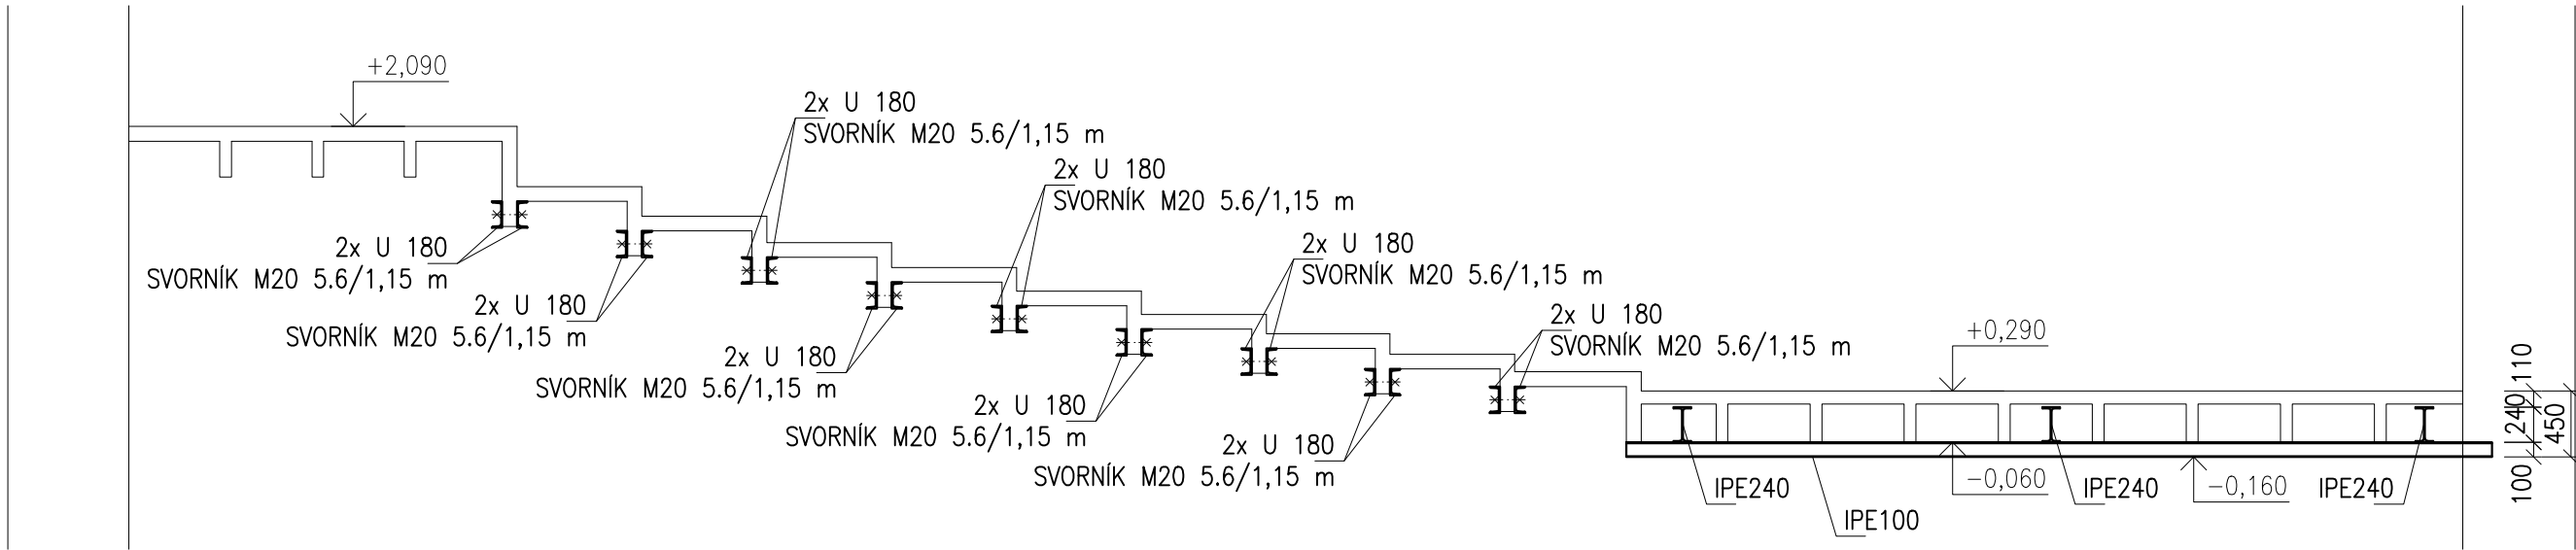 +2,090
2x U 180
SVORNÍK M20 5.6/1,15 m
2x U 180
SVORNÍK M20 5.6/1,15 m
2x U 180
SVORNÍK M20 5.6/1,15 m
2x U 180
SVORNÍK M20 5.6/1,15 m
2x U 180
SVORNÍK M20 5.6/1,15 m
2x U 180
SVORNÍK M20 5.6/1,15 m
2x U 180
SVORNÍK M20 5.6/1,15 m
2x U 180
SVORNÍK M20 5.6/1,15 m
2x U 180
SVORNÍK M20 5.6/1,15 m
+0,290
110
240
450
100
-0,060
-0,160
IPE240
IPE240
IPE240
IPE100